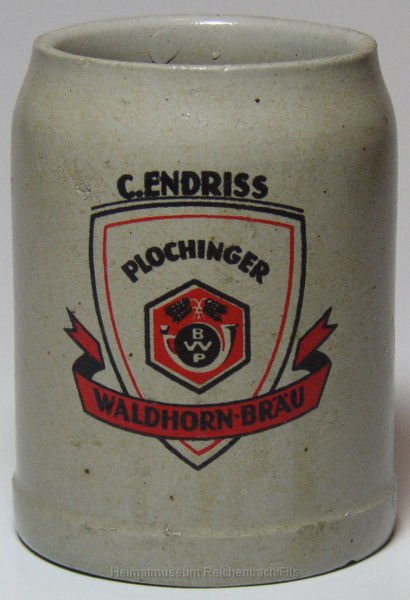 C. ENDRISS
PLOCHINGER
B
W
P
WALDHORN-BRÄU
Heimatmuseum Reichenbach/Fils